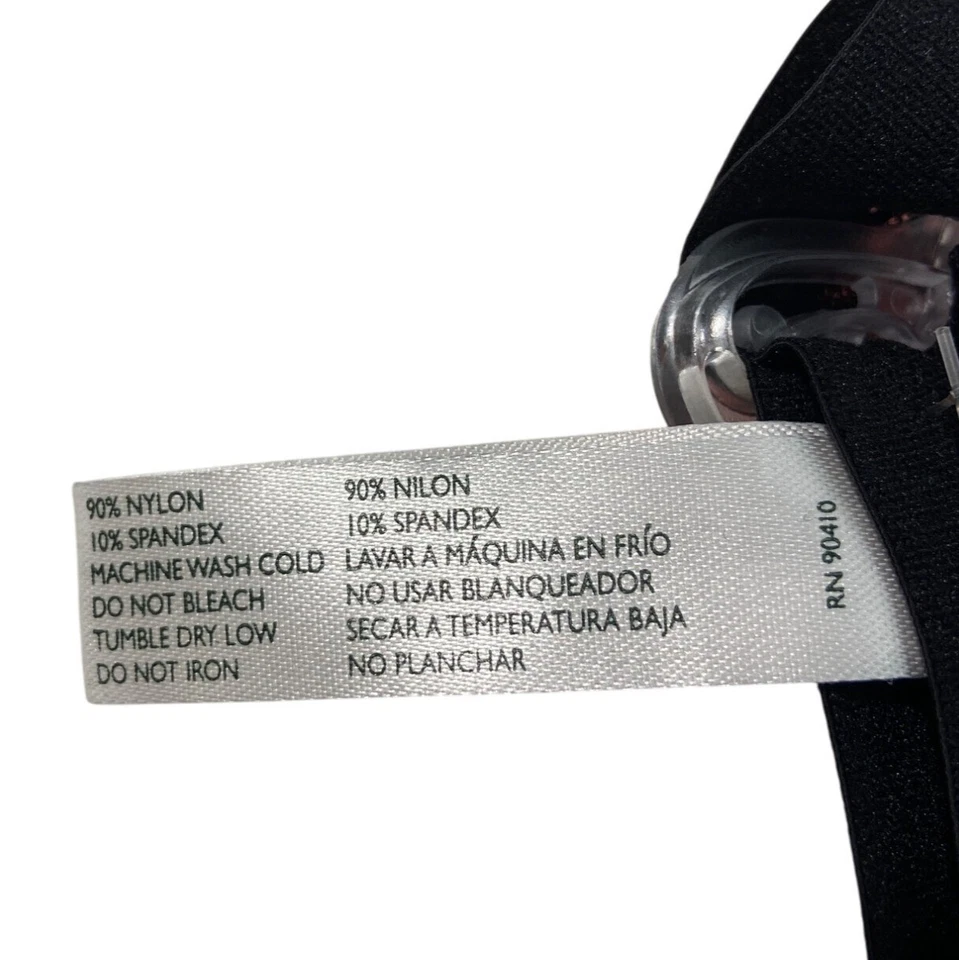 90% NYLON
10% SPANDEX
MACHINE WASH COLD
DO NOT BLEACH
TUMBLE DRY LOW
DO NOT IRON
90% NILON
10% SPANDEX
LAVAR A MÁQUINA EN FRÍO
NO USAR BLANQUEADOR
SECAR A TEMPERATURA BAJA
NO PLANCHAR
RN 90410